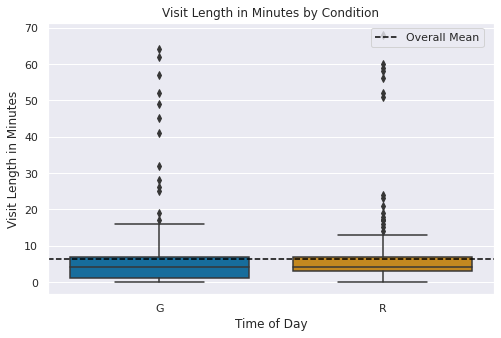 Visit Length in Minutes by Condition
Overall Mean
Visit Length in Minutes
70
60
50
40
30
20
10
0
G
R
Time of Day